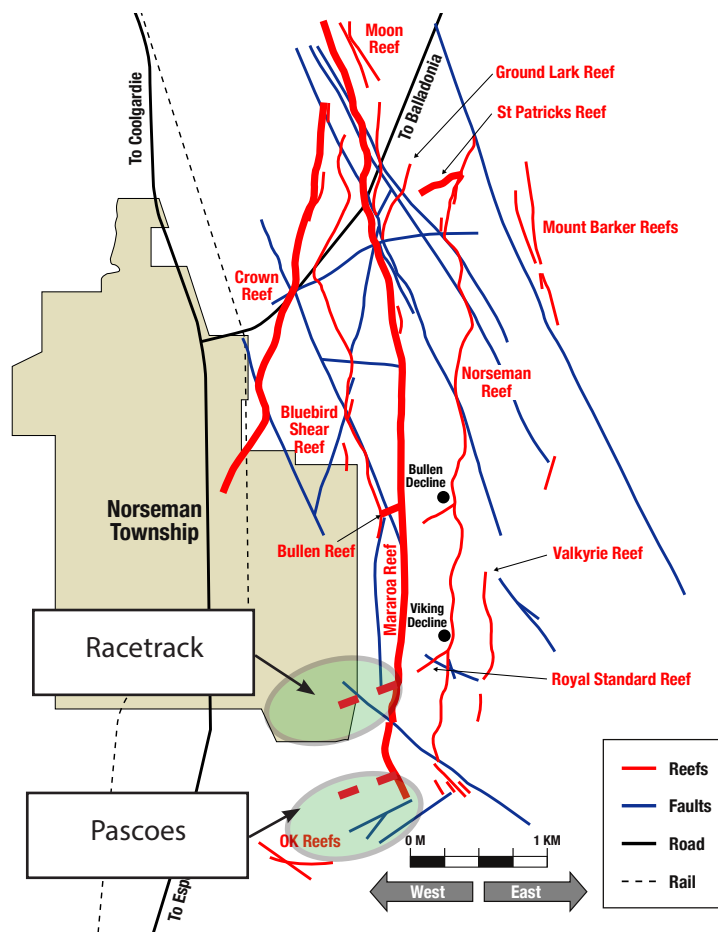 Moon
Reef
To Coolgardie
To Balladonia
Ground Lark Reef
St Patricks Reef
Mount Barker Reefs
Crown
Reef
Norseman
Reef
Bluebird
Shear
Reef
Bullen
Decline
Norseman
Township
Bullen Reef
Mararoa Reef
Valkyrie Reef
Viking
Decline
Racetrack
Royal Standard Reef
Pascoes
OK Reefs
To Esp
0 M
1 KM
West
East
Reefs
Faults
Road
Rail